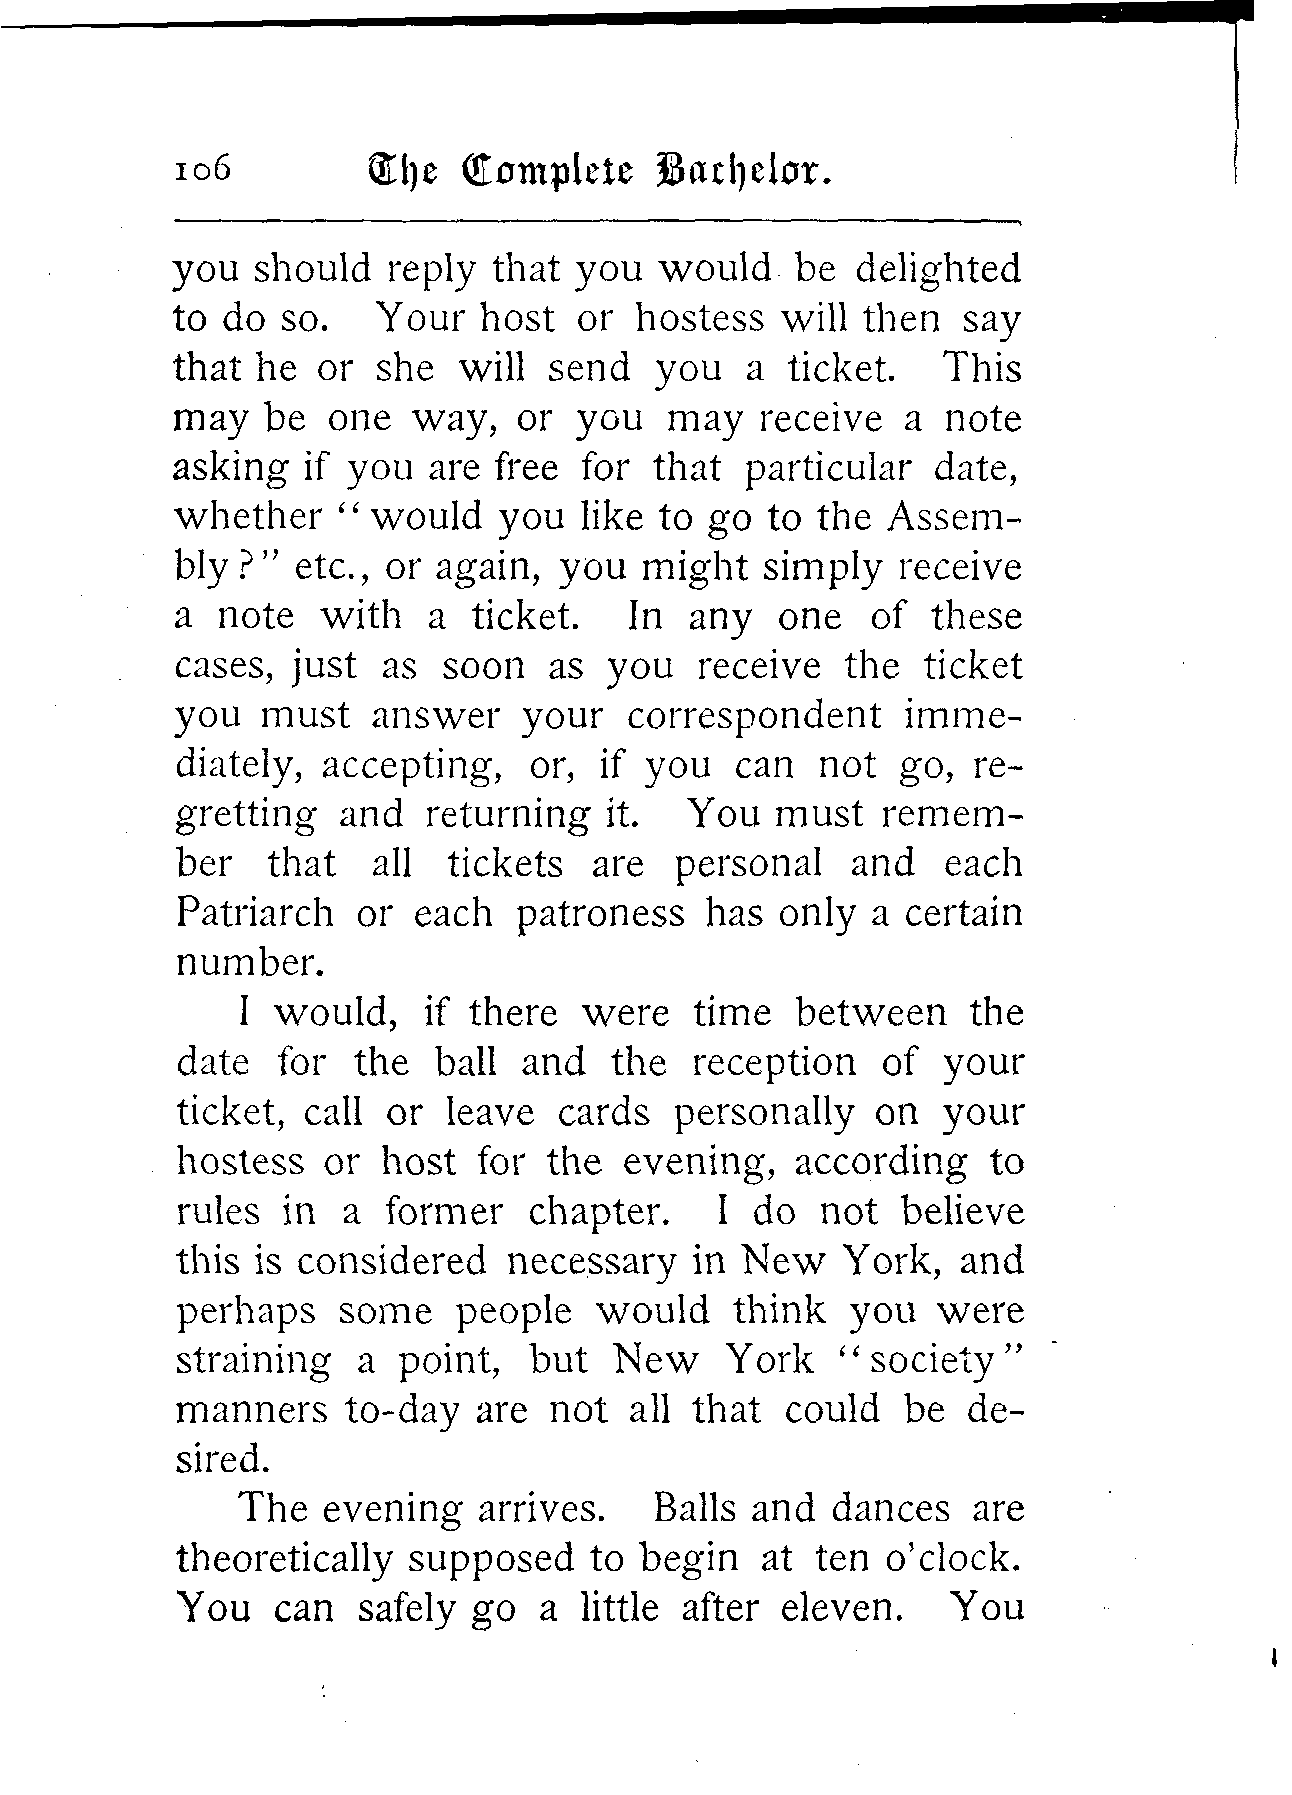 106 The Complete Bachelor.
you should reply that you would be delighted
to do so. Your host or hostess will then say
that he or she will send you a ticket. This
may be one way, or you may receive a note
asking if you are free for that particular date,
whether “ would you like to go to the Assem-
bly ?” etc., or again, you might simply receive
a note with a ticket. In any one of these
cases, just as soon as you receive the ticket
you must answer your correspondent imme-
diately, accepting, or, if you can not go, re-
gretting and returning it. You must remem-
ber that all tickets are personal and each
Patriarch or each patroness has only a certain
number.
I would, if there were time between the
date for the ball and the reception of your
ticket, call or leave cards personally on your
hostess or host for the evening, according to
rules in a former chapter. I do not believe
this is considered necessary in New York, and
perhaps some people would think you were
straining a point, but New York “ society ”
manners to-day are not all that could be de-
sired.
The evening arrives. Balls and dances are
theoretically supposed to begin at ten o’clock.
You can safely go a little after eleven. You